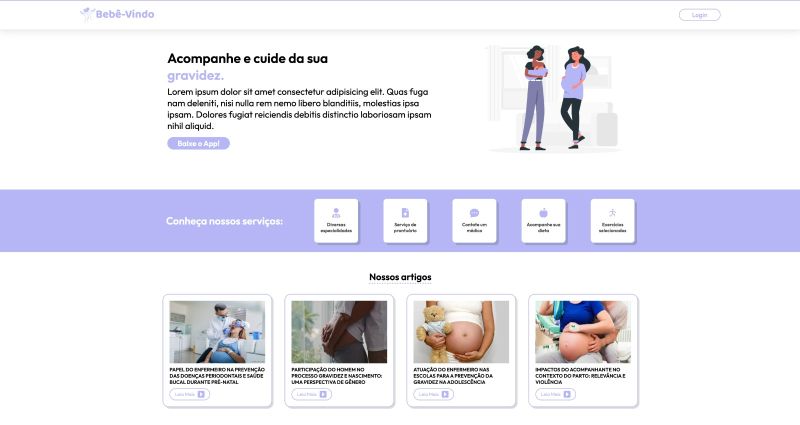 Bebê-Vindo
Login
Acompanhe e cuide da sua
gravidez.
Lorem ipsum dolor sit amet consectetur adipisicing elit. Quas fuga
nam deleniti, nisi nulla rem nemo libero blanditiis, molestias ipsa
ipsam. Dolores fugiat reiciendis debitis distinctio laboriosam ipsam
nihil aliquid.
Baixe o App!
Conheça nossos serviços:
Diversas
especialidades
Serviço de
prontuário
Contate um
médico
Acompanhe sua
dieta
Exercícios
selecionados
Nossos artigos
PAPEL DO ENFERMEIRO NA PREVENÇÃO
DAS DOENÇAS PERIODONTAIS E SAÚDE
BUCAL DURANTE PRÉ-NATAL
Leia Mais
PARTICIPAÇÃO DO HOMEM NO
PROCESSO GRAVIDEZ E NASCIMENTO:
UMA PERSPECTIVA DE GÊNERO
Leia Mais
ATUAÇÃO DO ENFERMEIRO NAS
ESCOLAS PARA A PREVENÇÃO DA
GRAVIDEZ NA ADOLESCÊNCIA
Leia Mais
IMPACTOS DO ACOMPANHANTE NO
CONTEXTO DO PARTO: RELEVÂNCIA E
VIOLÊNCIA
Leia Mais